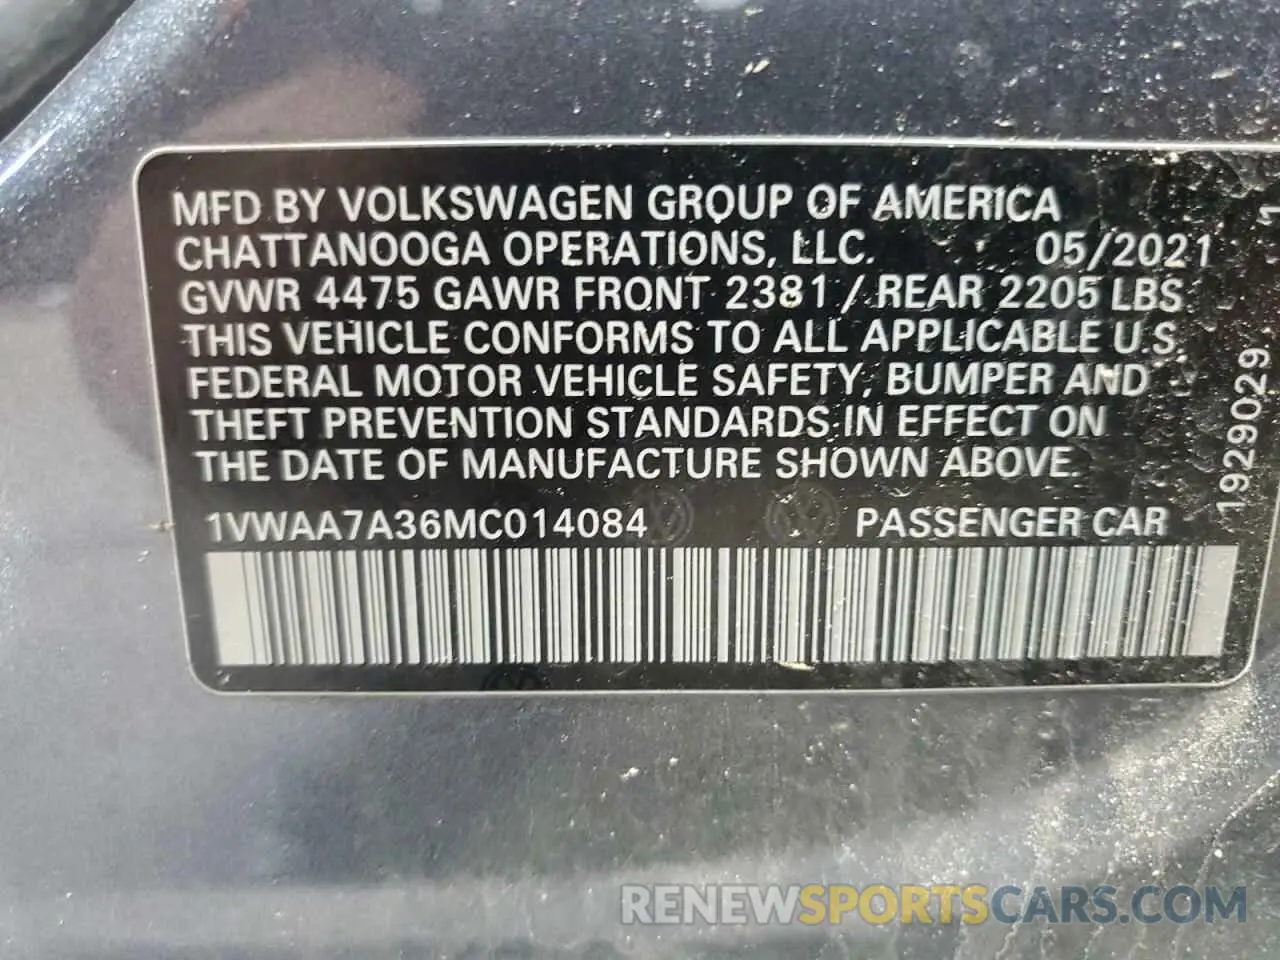 MFD BY VOLKSWAGEN GROUP OF AMERICA
CHATTANOOGA OPERATIONS, LLC. 05/2021
GVWR 4475 GAWR FRONT 2381 / REAR 2205 LBS
THIS VEHICLE CONFORMS TO ALL APPLICABLE U.S.
FEDERAL MOTOR VEHICLE SAFETY, BUMPER AND
THEFT PREVENTION STANDARDS IN EFFECT ON
THE DATE OF MANUFACTURE SHOWN ABOVE.
1VWAA7A36MC014084 PASSENGER CAR
1929029 1
RENEWSPORTSCARS.COM